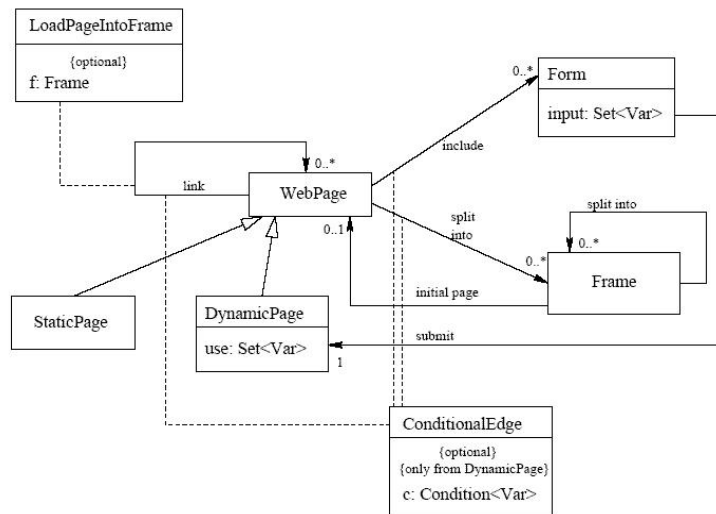 LoadPageIntoFrame
{optional}
f: Frame
0..*
Form
input: Set<Var>
include
link
0..*
WebPage
0..1
split
into
split into
0..*
0..*
Frame
initial page
StaticPage
DynamicPage
use: Set<Var>
submit
1
ConditionalEdge
{optional}
{only from DynamicPage}
c: Condition<Var>